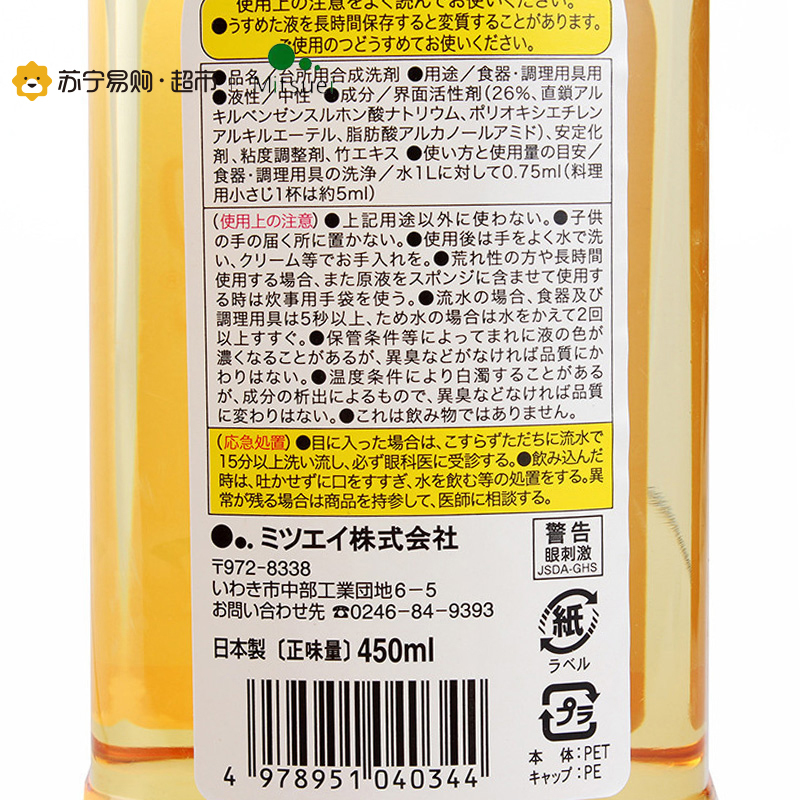 使用上の注意をよく読んでお使いください。
●うすめた液を長時間保存すると変質することがあります。
ご使用のつどうすめてお使いください。
苏宁易购·超市
Mitsuei
●品名／台所用合成洗剤 ●用途／食器・調理用具用
●液性／中性 ●成分／界面活性剤(26%、直鎖アル
キルベンゼンスルホン酸ナトリウム、ポリオキシエチレン
アルキルエーテル、脂肪酸アルカノールアミド)、安定化
剤、粘度調整剤、竹エキス ●使い方と使用量の目安／
食器・調理用具の洗浄／水1Lに対して0.75ml(料理
用小さじ1杯は約5ml)
(使用上の注意) ●上記用途以外に使わない。●子供
の手の届く所に置かない。●使用後は手をよく水で洗
い、クリーム等でお手入れを。●荒れ性の方や長時間
使用する場合、また原液をスポンジに含ませて使用す
る時は炊事用手袋を使う。●流水の場合、食器及び
調理用具は5秒以上、ため水の場合は水をかえて2回
以上すすぐ。●保管条件等によってまれに液の色が
濃くなることがあるが、異臭などがなければ品質にか
わりはない。●温度条件により白濁することがある
が、成分の析出によるもので、異臭などなければ品質
に変わりはない。●これは飲み物ではありません。
(応急処置) ●目に入った場合は、こすらずただちに流水で
15分以上洗い流し、必ず眼科医に受診する。●飲み込んだ
時は、吐かせずに口をすすぎ、水を飲む等の処置をする。異
常が残る場合は商品を持参して、医師に相談する。
ミツエイ株式会社
〒972-8338
いわき市中部工業団地6-5
お問い合わせ先 ☎0246-84-9393
日本製 〔正味量〕450ml
警告
眼刺激
JSDA-GHS
紙
ラベル
プラ
本 体:PET
キャップ:PE
4 978951 040344